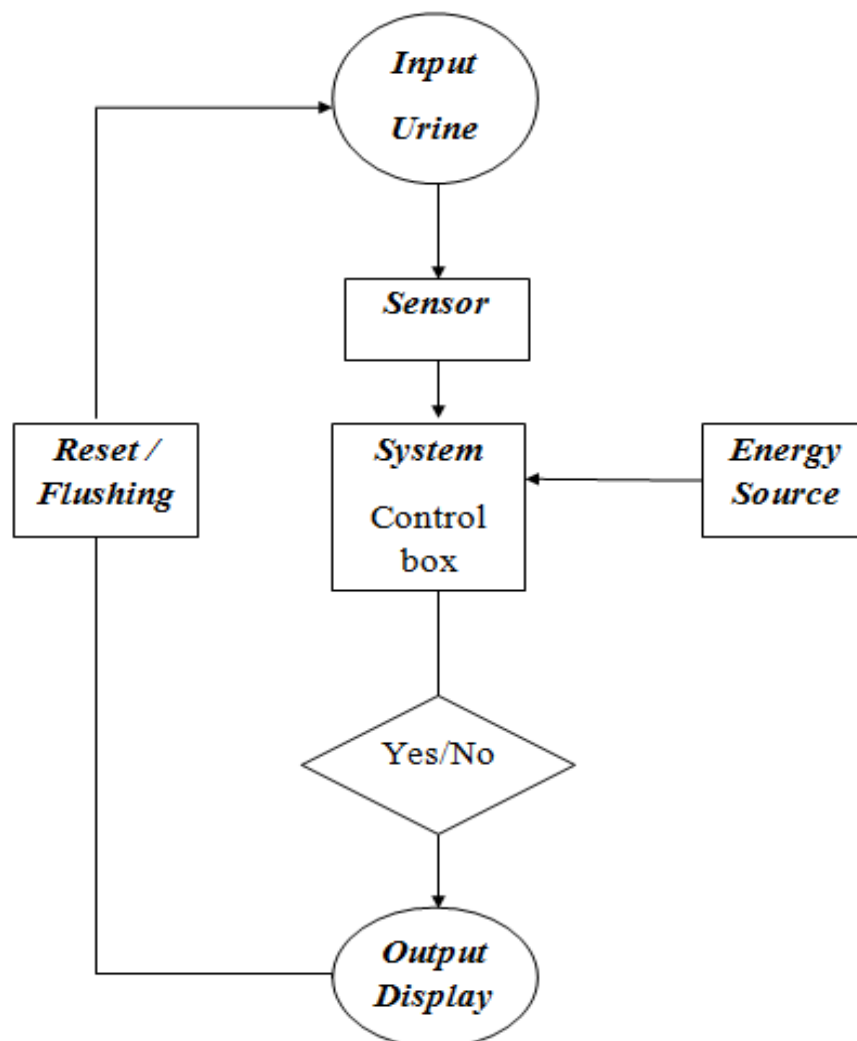 Input
Urine
Sensor
Reset /
Flushing
System
Control
box
Energy
Source
Yes/No
Output
Display